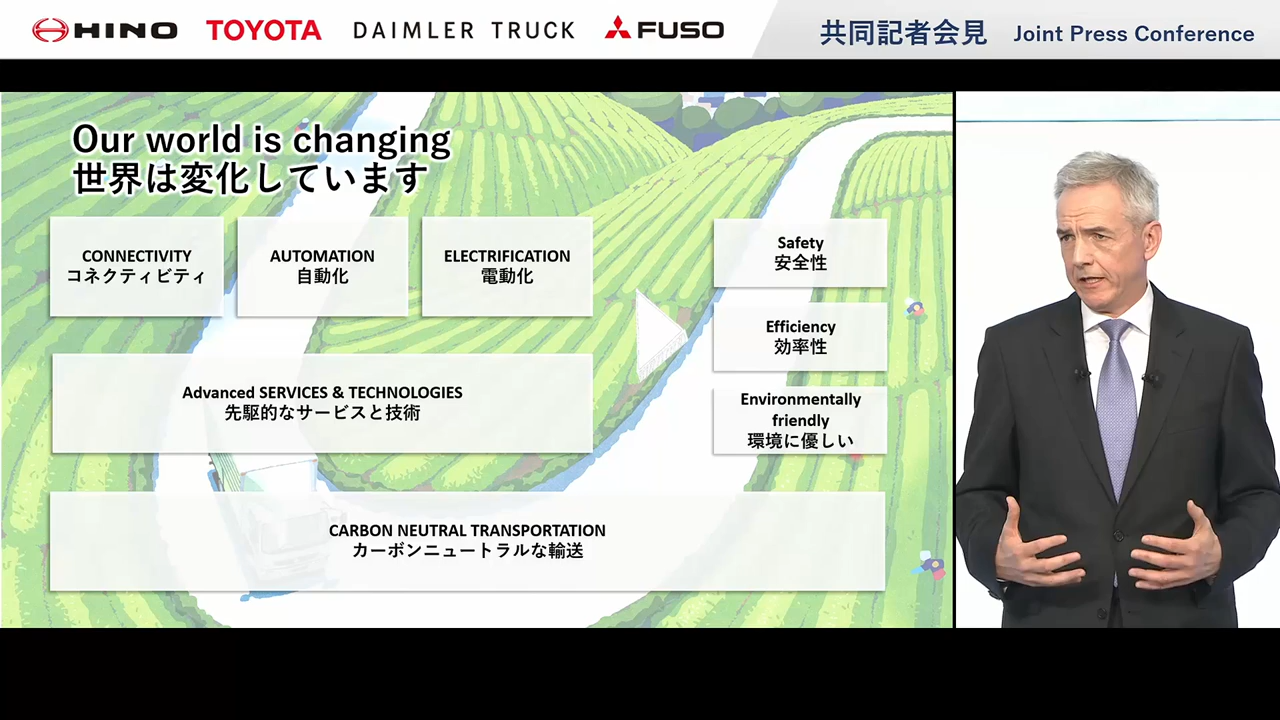 HINO
TOYOTA
DAIMLER TRUCK
FUSO
共同記者会見 Joint Press Conference
Our world is changing
世界は変化しています
CONNECTIVITY
コネクティビティ
AUTOMATION
自動化
ELECTRIFICATION
電動化
Advanced SERVICES & TECHNOLOGIES
先駆的なサービスと技術
Safety
安全性
Efficiency
効率性
Environmentally
friendly
環境に優しい
CARBON NEUTRAL TRANSPORTATION
カーボンニュートラルな輸送